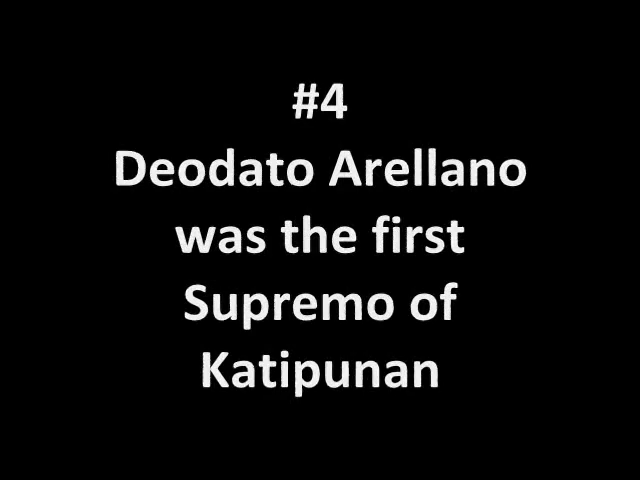 #4
Deodato Arellano
was the first
Supremo of
Katipunan